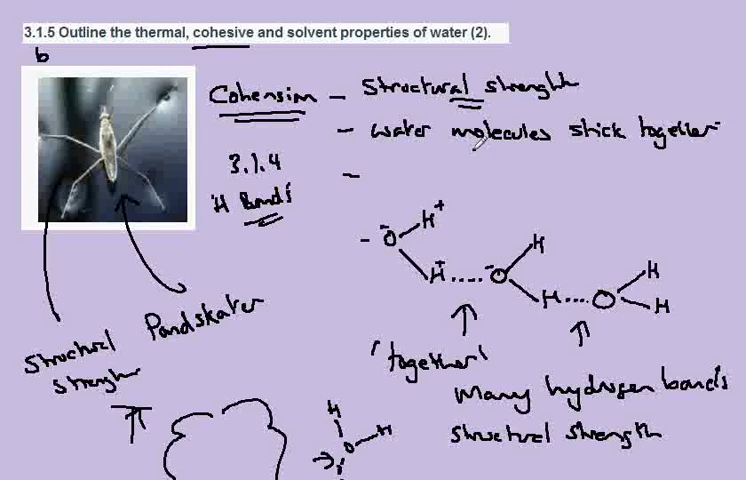 3.1.5 Outline the thermal, cohesive and solvent properties of water (2).
b
Cohension - Structural strength
- water molecules stick together
3.1.4
-
H Bonds
- -O H+
H+ .... -O H
H .... O H
H
Structural
strength
Pondskater
"together"
Many hydrogen bonds
structural strength
H
O H